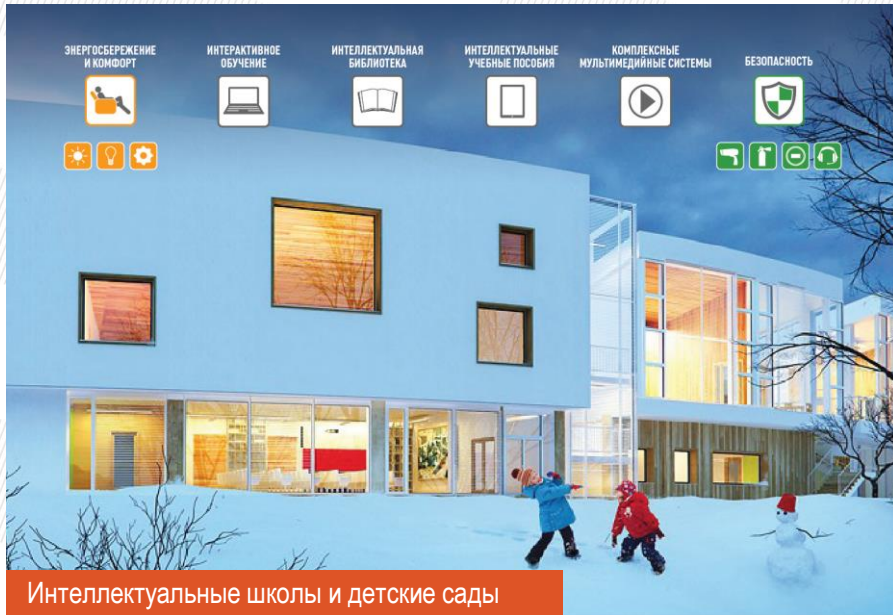 ЭНЕРГОСБЕРЕЖЕНИЕ
И КОМФОРТ
ИНТЕРАКТИВНОЕ
ОБУЧЕНИЕ
ИНТЕЛЛЕКТУАЛЬНАЯ
БИБЛИОТЕКА
ИНТЕЛЛЕКТУАЛЬНЫЕ
УЧЕБНЫЕ ПОСОБИЯ
КОМПЛЕКСНЫЕ
МУЛЬТИМЕДИЙНЫЕ СИСТЕМЫ
БЕЗОПАСНОСТЬ
Интеллектуальные школы и детские сады